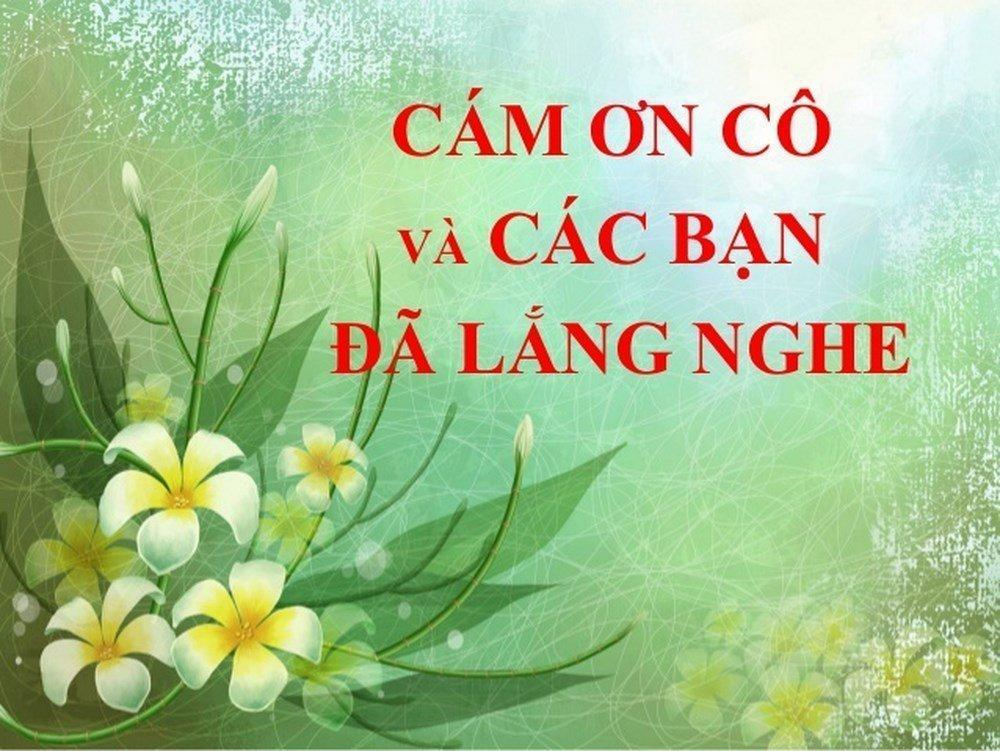 CÁM ƠN CÔ
VÀ CÁC BẠN
ĐÃ LẮNG NGHE